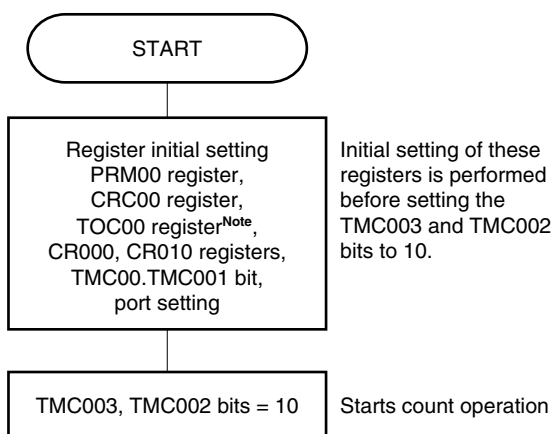 START
Register initial setting
PRM00 register,
CRC00 register,
TOC00 registerNote,
CR000, CR010 registers,
TMC00.TMC001 bit,
port setting
Initial setting of these
registers is performed
before setting the
TMC003 and TMC002
bits to 10.
TMC003, TMC002 bits = 10
Starts count operation